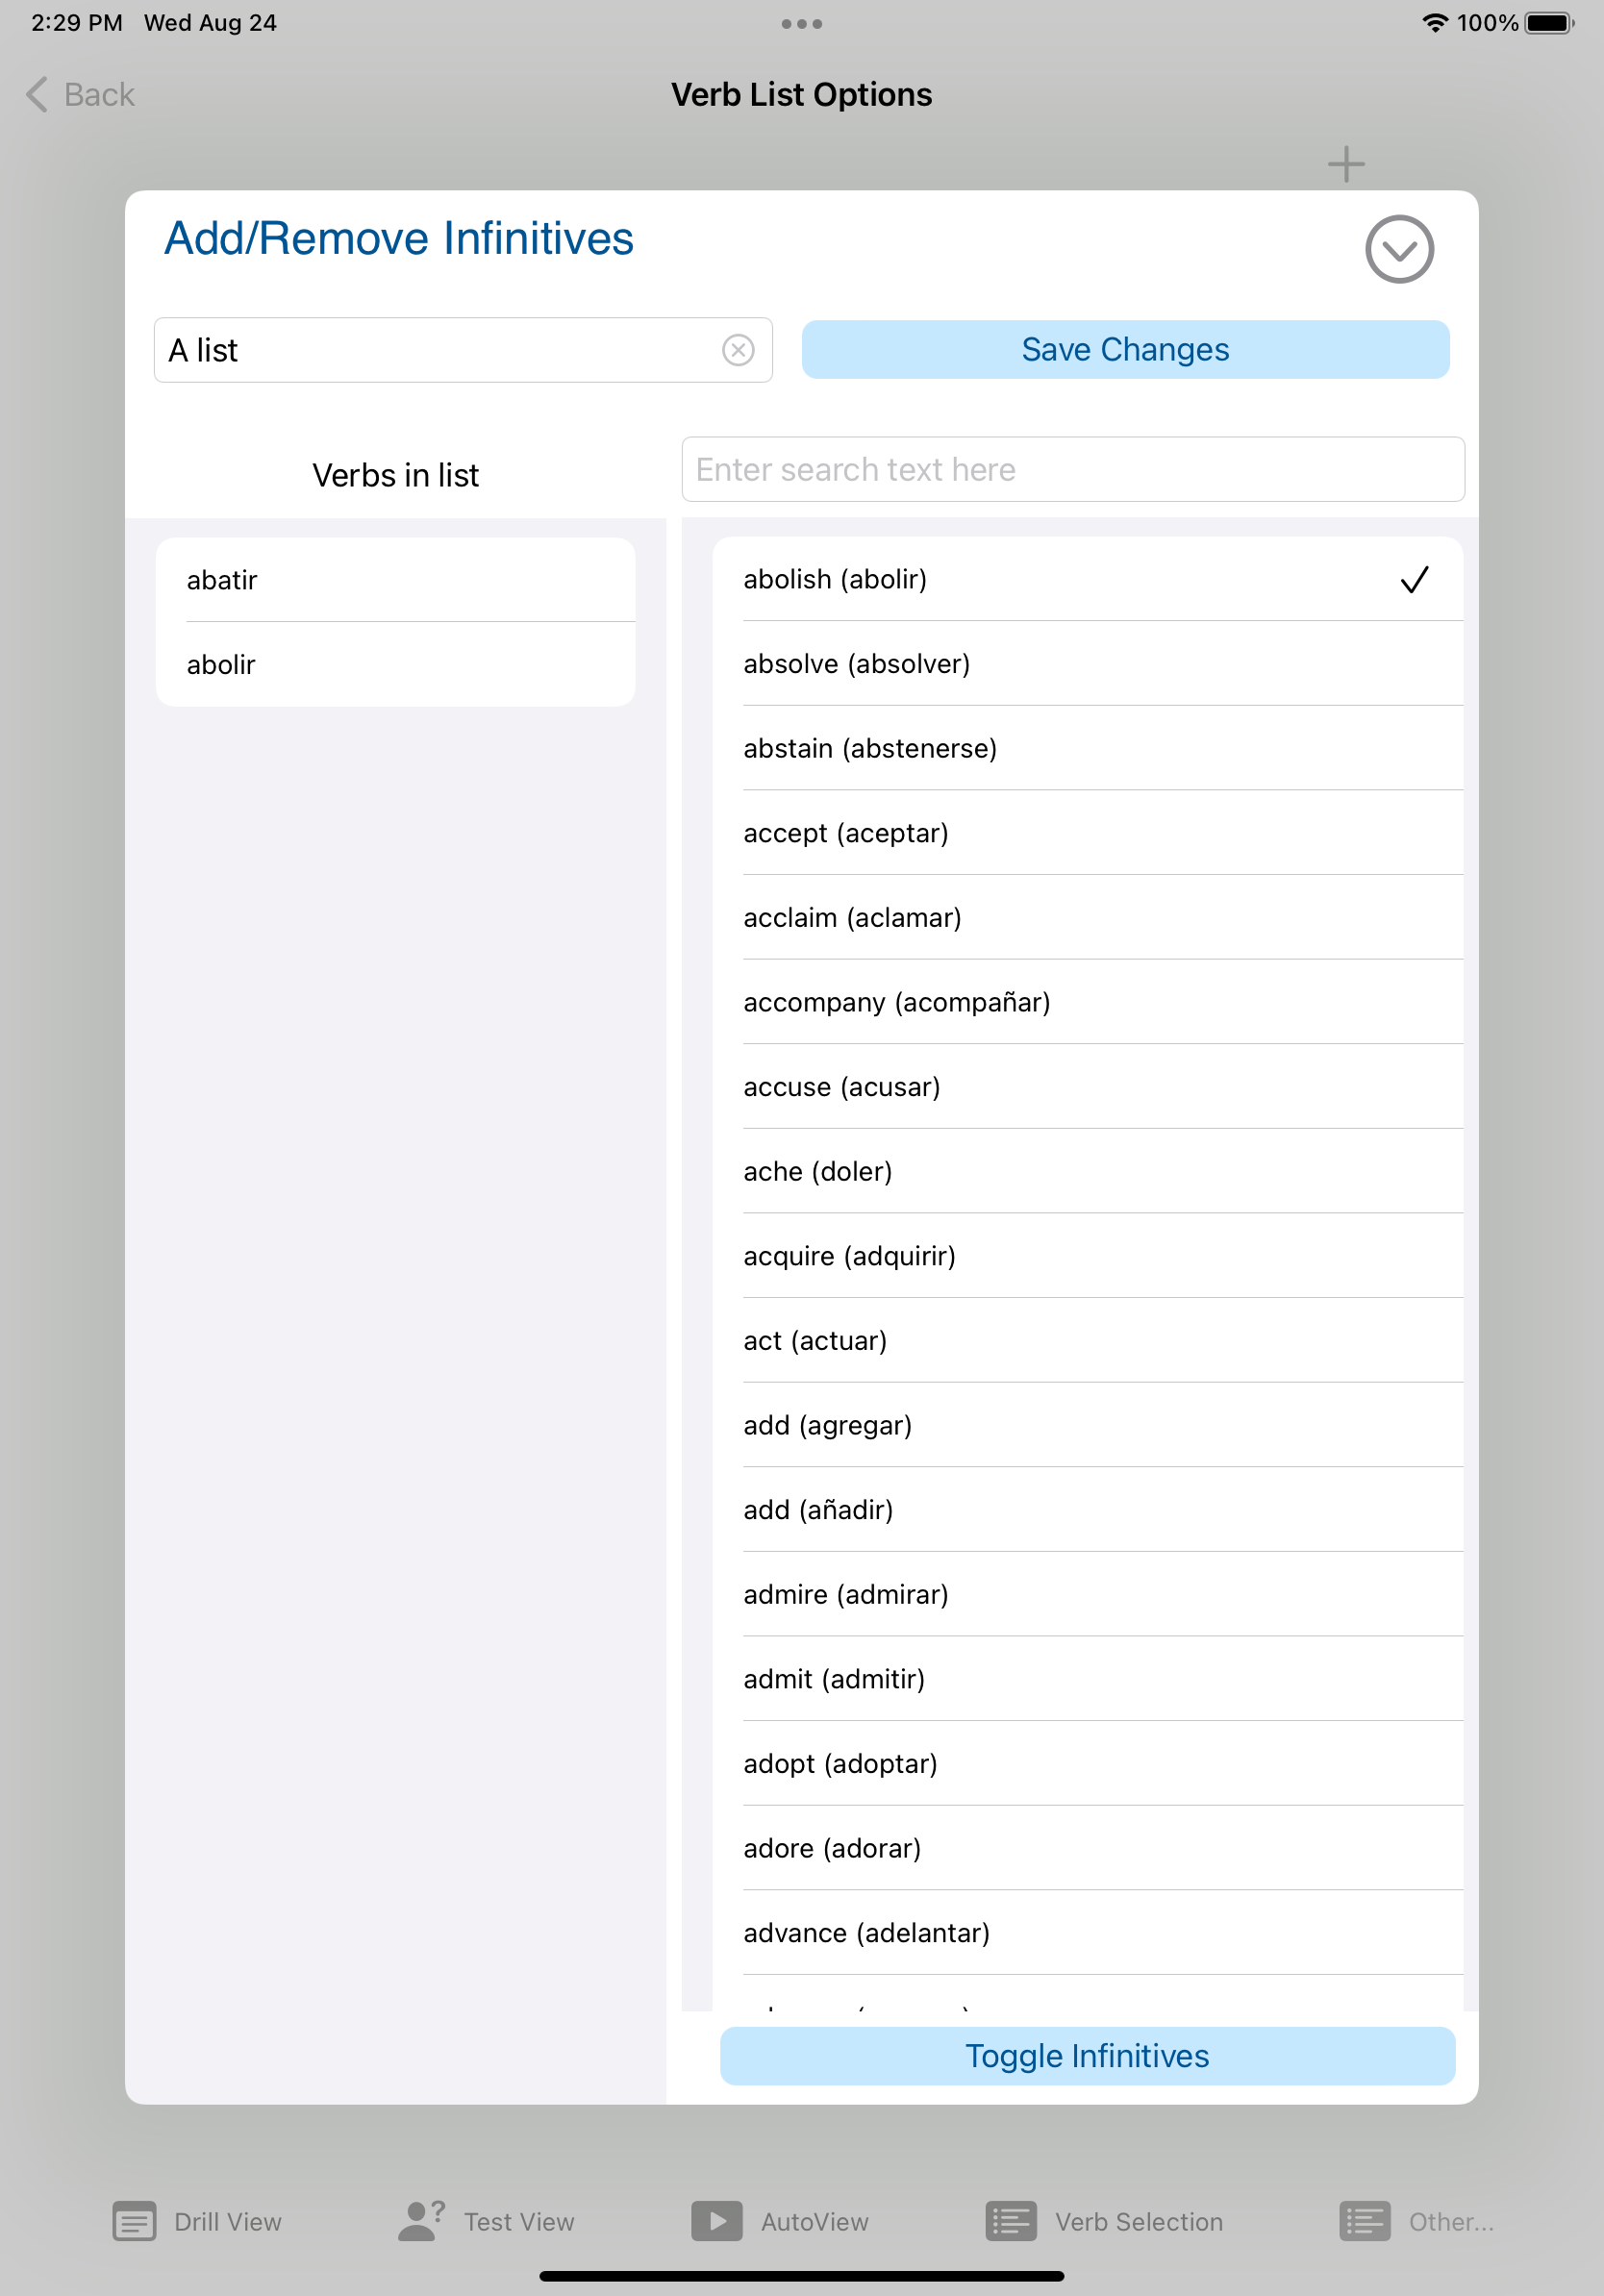 2:29 PM Wed Aug 24
100%
Back
Verb List Options
Add/Remove Infinitives
A list
Save Changes
Verbs in list
Enter search text here
abatir
abolir
abolish (abolir)
absolve (absolver)
abstain (abstenerse)
accept (aceptar)
acclaim (aclamar)
accompany (acompañar)
accuse (acusar)
ache (doler)
acquire (adquirir)
act (actuar)
add (agregar)
add (añadir)
admire (admirar)
admit (admitir)
adopt (adoptar)
adore (adorar)
advance (adelantar)
Toggle Infinitives
Drill View
Test View
AutoView
Verb Selection
Other...